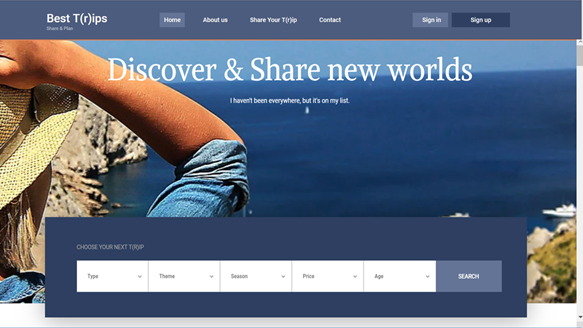 Best T(r)ips
Share & Plan
Home
About us
Share Your T(r)ip
Contact
Sign in
Sign up
Discover & Share new worlds
I haven't been everywhere, but it's on my list.
CHOOSE YOUR NEXT T(R)IP
Type
Theme
Season
Price
Age
SEARCH